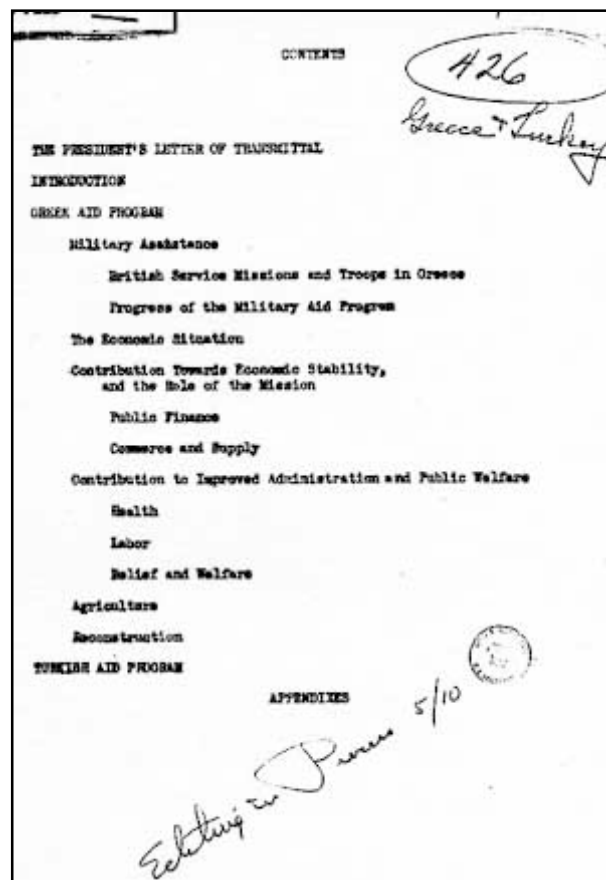 CONTENTS
A26
Greece & Turkey
THE PRESIDENT'S LETTER OF TRANSMITTAL
INTRODUCTION
GREEK AID PROGRAM
Military Assistance
British Service Missions and Troops in Greece
Progress of the Military Aid Program
The Economic Situation
Contribution Towards Economic Stability,
and the Role of the Mission
Public Finance
Commerce and Supply
Contribution to Improved Administration and Public Welfare
Health
Labor
Relief and Welfare
Agriculture
Reconstruction
TURKISH AID PROGRAM
APPENDIXES
Editing in Process 5/10